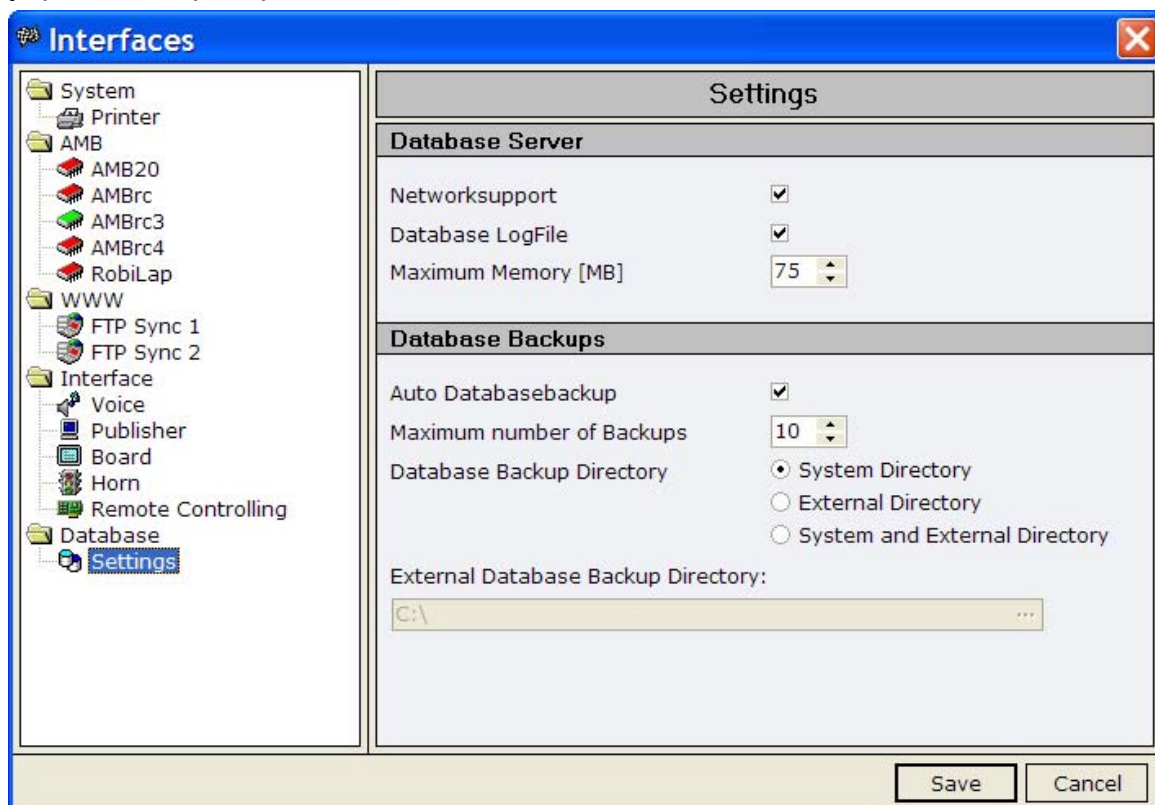 Interfaces
System
Printer
AMB
AMB20
AMBrc
AMBrc3
AMBrc4
RobiLap
WWW
FTP Sync 1
FTP Sync 2
Interface
Voice
Publisher
Board
Horn
Remote Controlling
Database
Settings
Settings
Database Server
Networksupport
Database LogFile
Maximum Memory [MB] 75
Database Backups
Auto Databasebackup
Maximum number of Backups 10
Database Backup Directory System Directory
External Directory
System and External Directory
External Database Backup Directory:
C:\ ...
Save Cancel